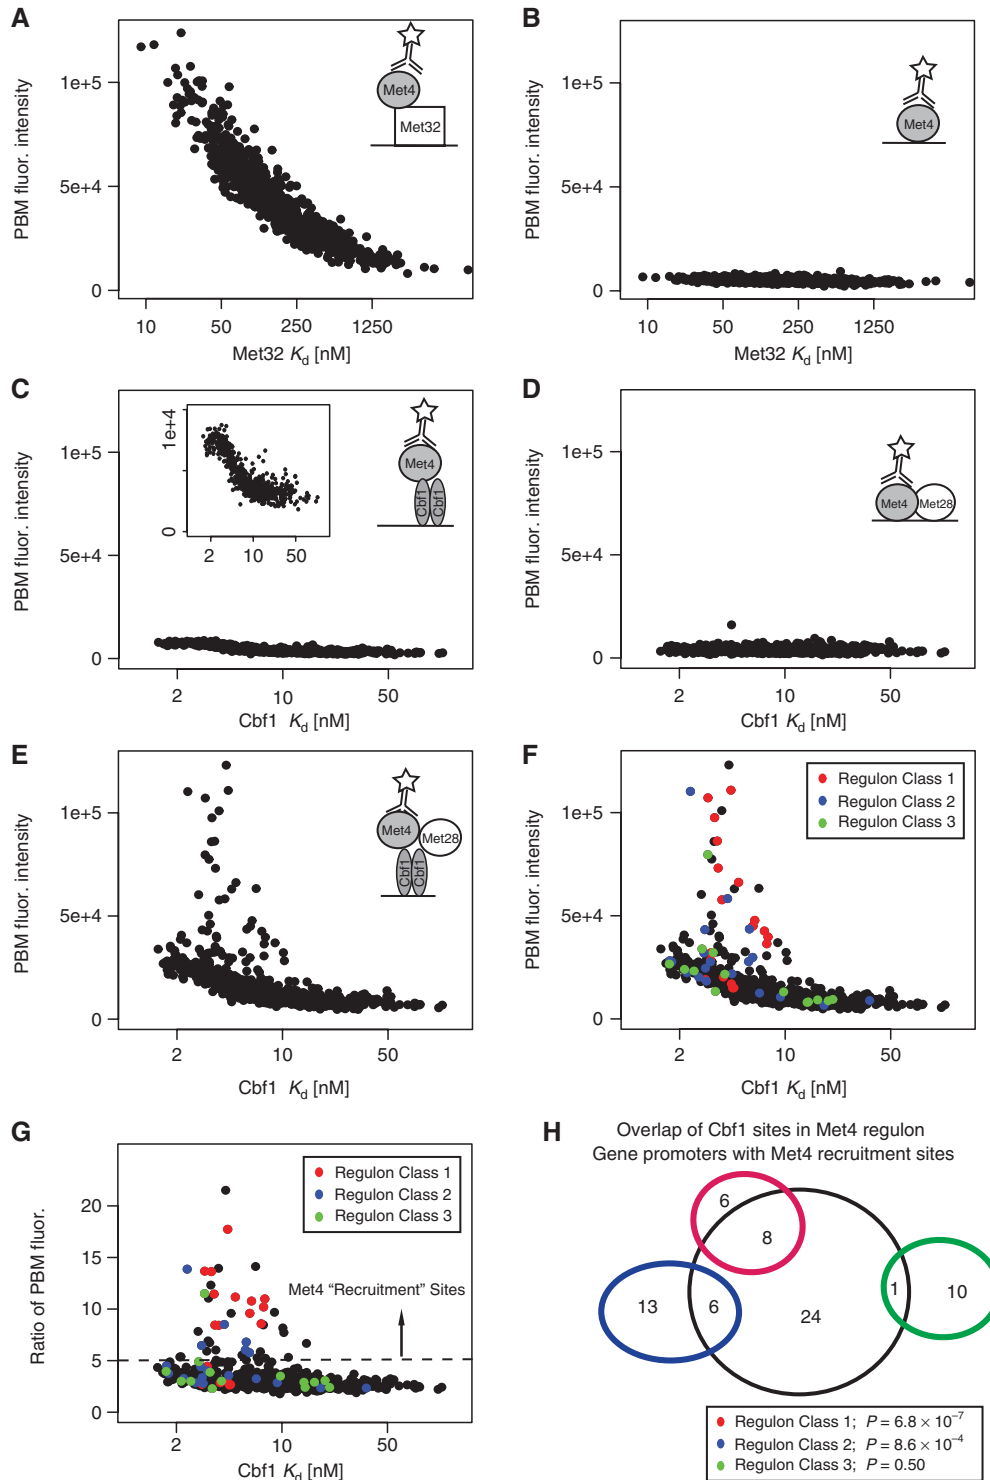 A
PBM fluor. intensity
1e+5
5e+4
0
10
50
250
1250
Met32 Kd [nM]
Met4
Met32
B
PBM fluor. intensity
1e+5
5e+4
0
10
50
250
1250
Met32 Kd [nM]
Met4
C
PBM fluor. intensity
1e+5
5e+4
0
2
10
50
Cbf1 Kd [nM]
1e+4
0
2
10
50
Met4
Cbf1
Cbf1
D
PBM fluor. intensity
1e+5
5e+4
0
2
10
50
Cbf1 Kd [nM]
Met4
Met28
E
PBM fluor. intensity
1e+5
5e+4
0
2
10
50
Cbf1 Kd [nM]
Met4
Met28
Cbf1
Cbf1
F
PBM fluor. intensity
1e+5
5e+4
0
2
10
50
Cbf1 Kd [nM]
Regulon Class 1
Regulon Class 2
Regulon Class 3
G
Ratio of PBM fluor.
20
15
10
5
0
2
10
50
Cbf1 Kd [nM]
Regulon Class 1
Regulon Class 2
Regulon Class 3
Met4 “Recruitment” Sites
H
Overlap of Cbf1 sites in Met4 regulon
Gene promoters with Met4 recruitment sites
6
8
13
6
24
1
10
Regulon Class 1; P = 6.8 × 10⁻⁷
Regulon Class 2; P = 8.6 × 10⁻⁴
Regulon Class 3; P = 0.50